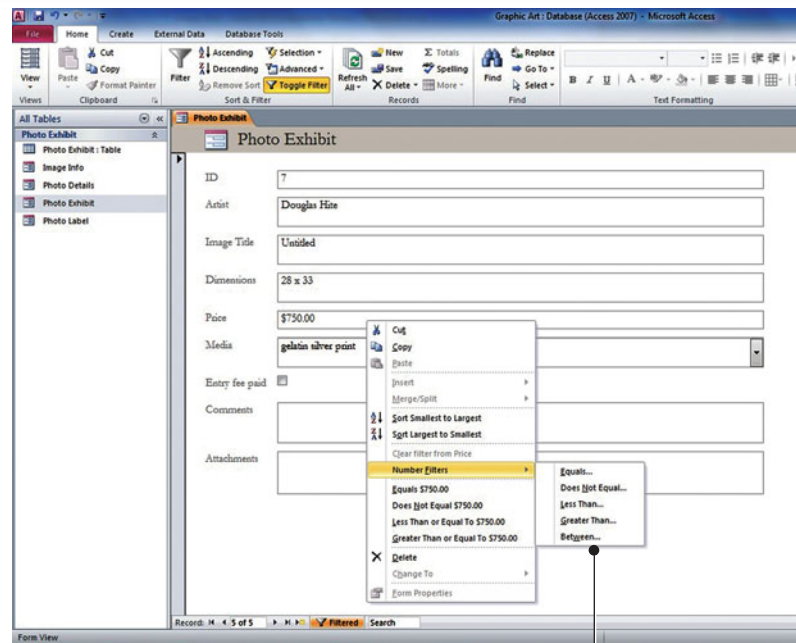 Graphic Art : Database (Access 2007) - Microsoft Access
File Home Create External Data Database Tools
View
Views
Paste
Cut
Copy
Format Painter
Clipboard
Filter
Ascending
Descending
Remove Sort
Selection
Advanced
Toggle Filter
Sort & Filter
Refresh All
New
Save
Delete
Totals
Spelling
More
Records
Find
Replace
Go To
Select
Find
B I U A
Text Formatting
All Tables
Photo Exhibit
Photo Exhibit : Table
Image Info
Photo Details
Photo Exhibit
Photo Label
Photo Exhibit
Photo Exhibit
ID 7
Artist Douglas Hite
Image Title Untitled
Dimensions 28 x 33
Price $750.00
Media gelatin silver print
Entry fee paid
Comments
Attachments
Cut
Copy
Paste
Insert
Merge/Split
Sort Smallest to Largest
Sort Largest to Smallest
Clear filter from Price
Number Filters
Equals $750.00
Does Not Equal $750.00
Less Than or Equal To $750.00
Greater Than or Equal To $750.00
Delete
Change To
Form Properties
Equals...
Does Not Equal...
Less Than...
Greater Than...
Between...
Record: 5 of 5 Filtered Search
Form View